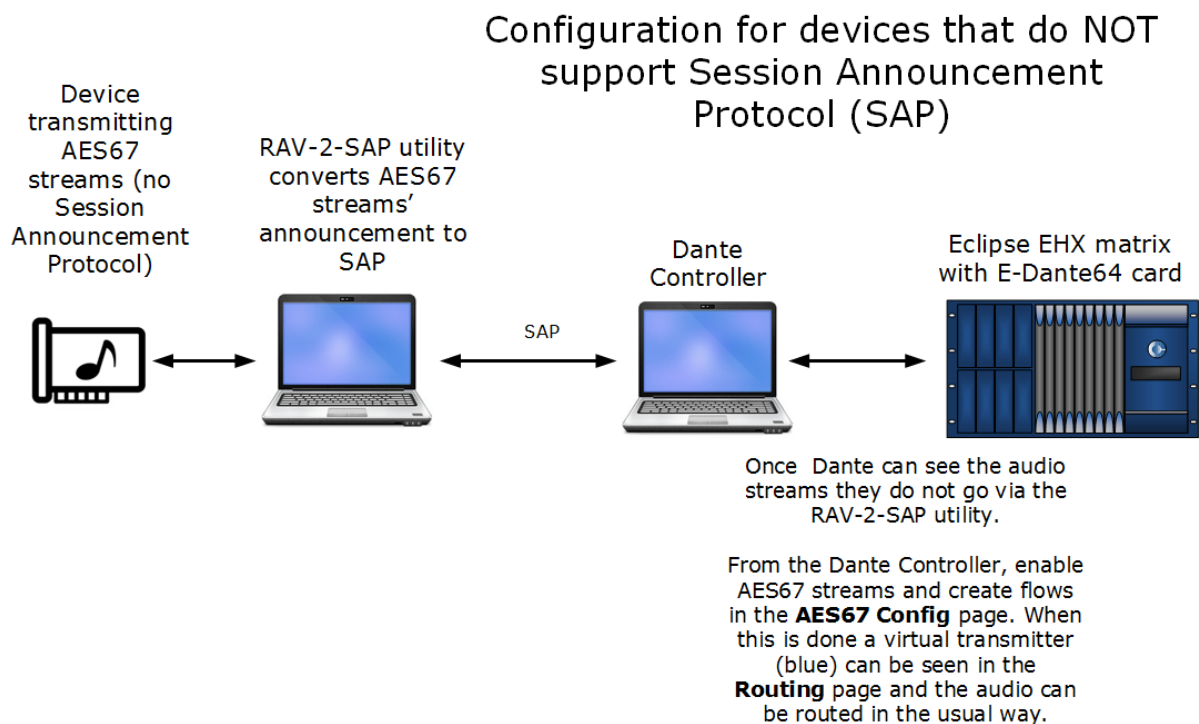 Configuration for devices that do NOT
support Session Announcement
Protocol (SAP)
Device
transmitting
AES67
streams (no
Session
Announcement
Protocol)
RAV-2-SAP utility
converts AES67
streams’
announcement to
SAP
SAP
Dante
Controller
Eclipse EHX matrix
with E-Dante64 card
Once Dante can see the audio
streams they do not go via the
RAV-2-SAP utility.
From the Dante Controller, enable
AES67 streams and create flows
in the AES67 Config page. When
this is done a virtual transmitter
(blue) can be seen in the
Routing page and the audio can
be routed in the usual way.